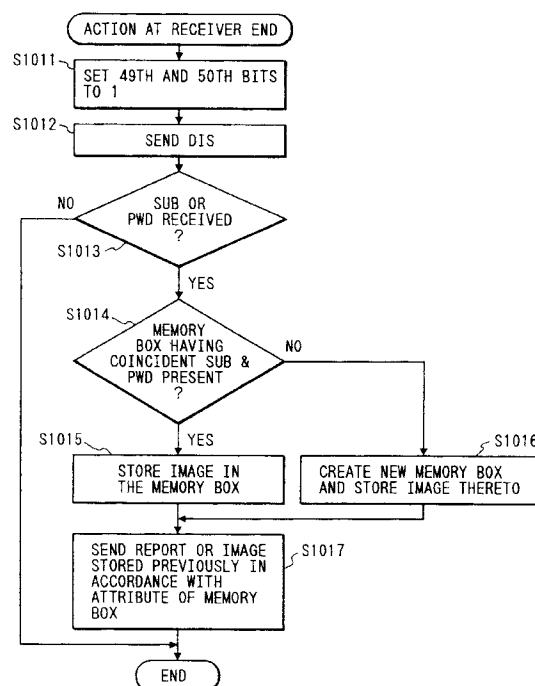 ACTION AT RECEIVER END
S1011
SET 49TH AND 50TH BITS
TO 1
S1012
SEND DIS
NO
SUB OR
PWD RECEIVED
?
S1013
YES
S1014
MEMORY
BOX HAVING
COINCIDENT SUB &
PWD PRESENT
?
NO
YES
S1015
STORE IMAGE IN
THE MEMORY BOX
S1016
CREATE NEW MEMORY BOX
AND STORE IMAGE THERETO
SEND REPORT OR IMAGE
STORED PREVIOUSLY IN
ACCORDANCE WITH
ATTRIBUTE OF MEMORY
BOX
S1017
END